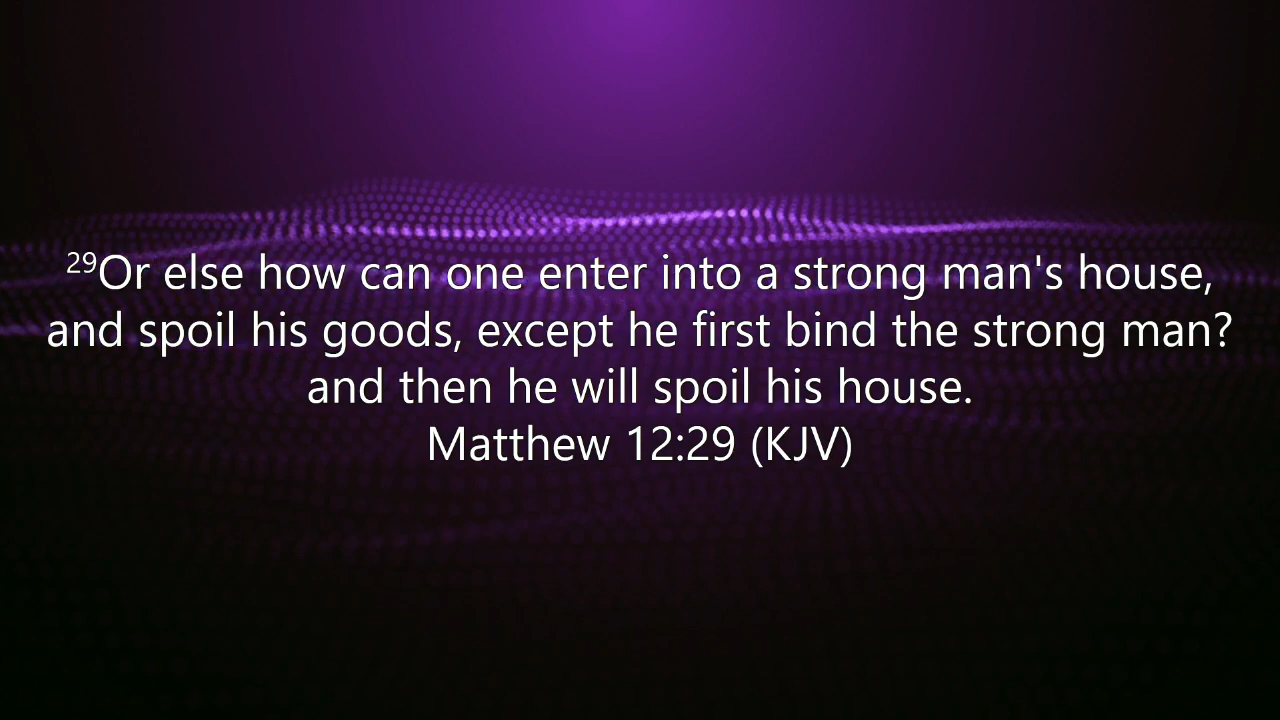 29Or else how can one enter into a strong man's house,
and spoil his goods, except he first bind the strong man?
and then he will spoil his house.
Matthew 12:29 (KJV)